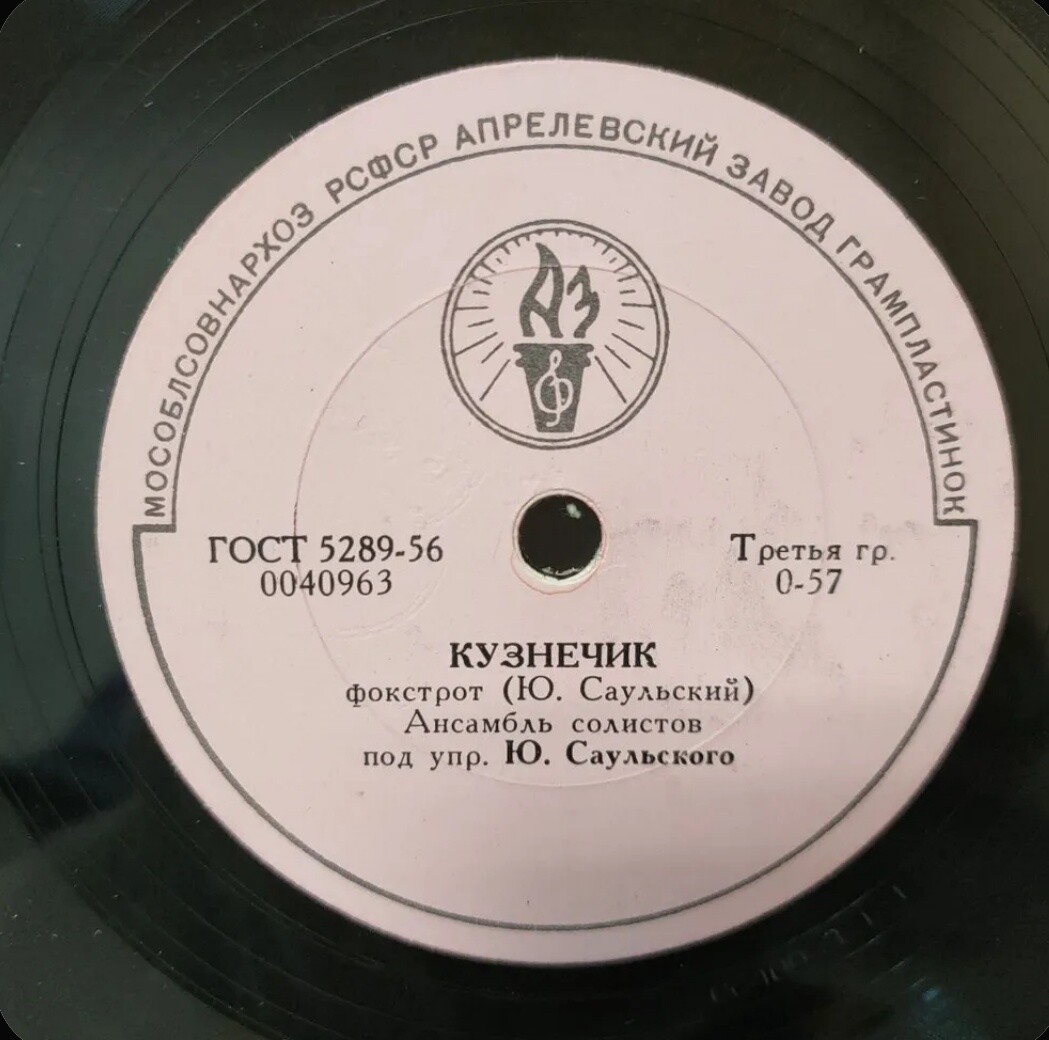 МОСОБЛСОВНАРХОЗ РСФСР АПРЕЛЕВСКИЙ ЗАВОД ГРАМПЛАСТИНОК
АЗ
ГОСТ 5289-56
0040963
Третья гр.
0-57
КУЗНЕЧИК
фокстрот (Ю. Саульский)
Ансамбль солистов
под упр. Ю. Саульского